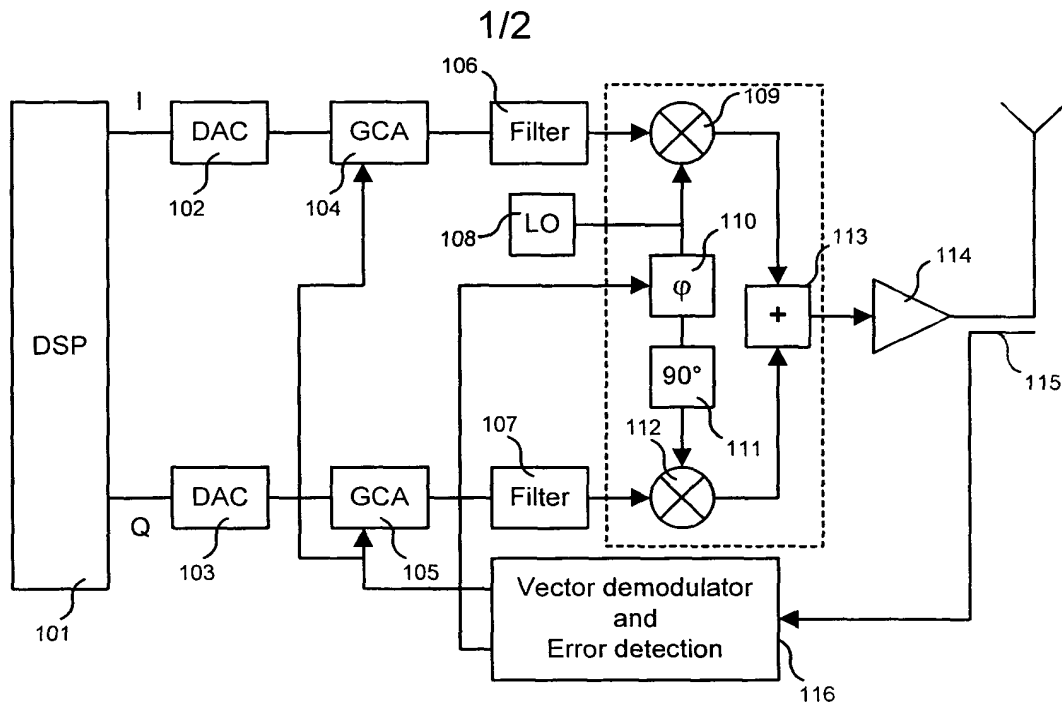 1/2
106
109
I
DAC
GCA
Filter
102
104
108
LO
110
113
114
φ
+
DSP
90°
115
107
112
111
DAC
GCA
Filter
Q
103
105
101
Vector demodulator
and
Error detection
116